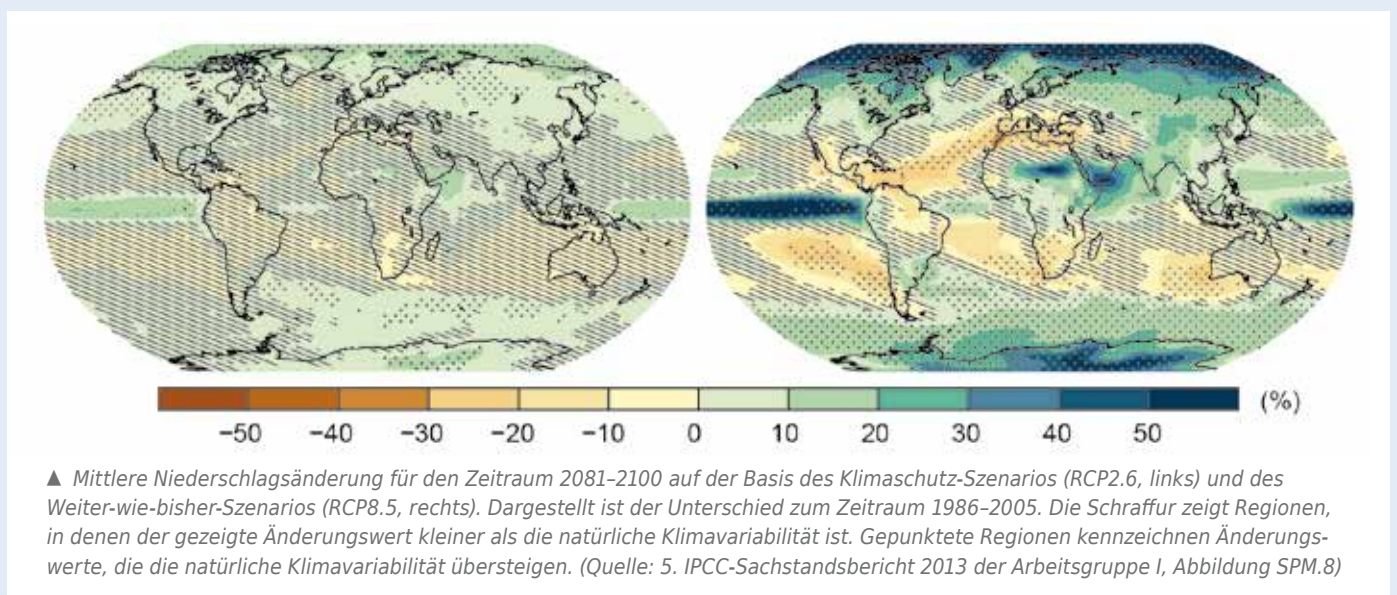 (%)
−50 −40 −30 −20 −10 0 10 20 30 40 50
▲ Mittlere Niederschlagsänderung für den Zeitraum 2081–2100 auf der Basis des Klimaschutz-Szenarios (RCP2.6, links) und des
Weiter-wie-bisher-Szenarios (RCP8.5, rechts). Dargestellt ist der Unterschied zum Zeitraum 1986–2005. Die Schraffur zeigt Regionen,
in denen der gezeigte Änderungswert kleiner als die natürliche Klimavariabilität ist. Gepunktete Regionen kennzeichnen Änderungs-
werte, die die natürliche Klimavariabilität übersteigen. (Quelle: 5. IPCC-Sachstandsbericht 2013 der Arbeitsgruppe I, Abbildung SPM.8)